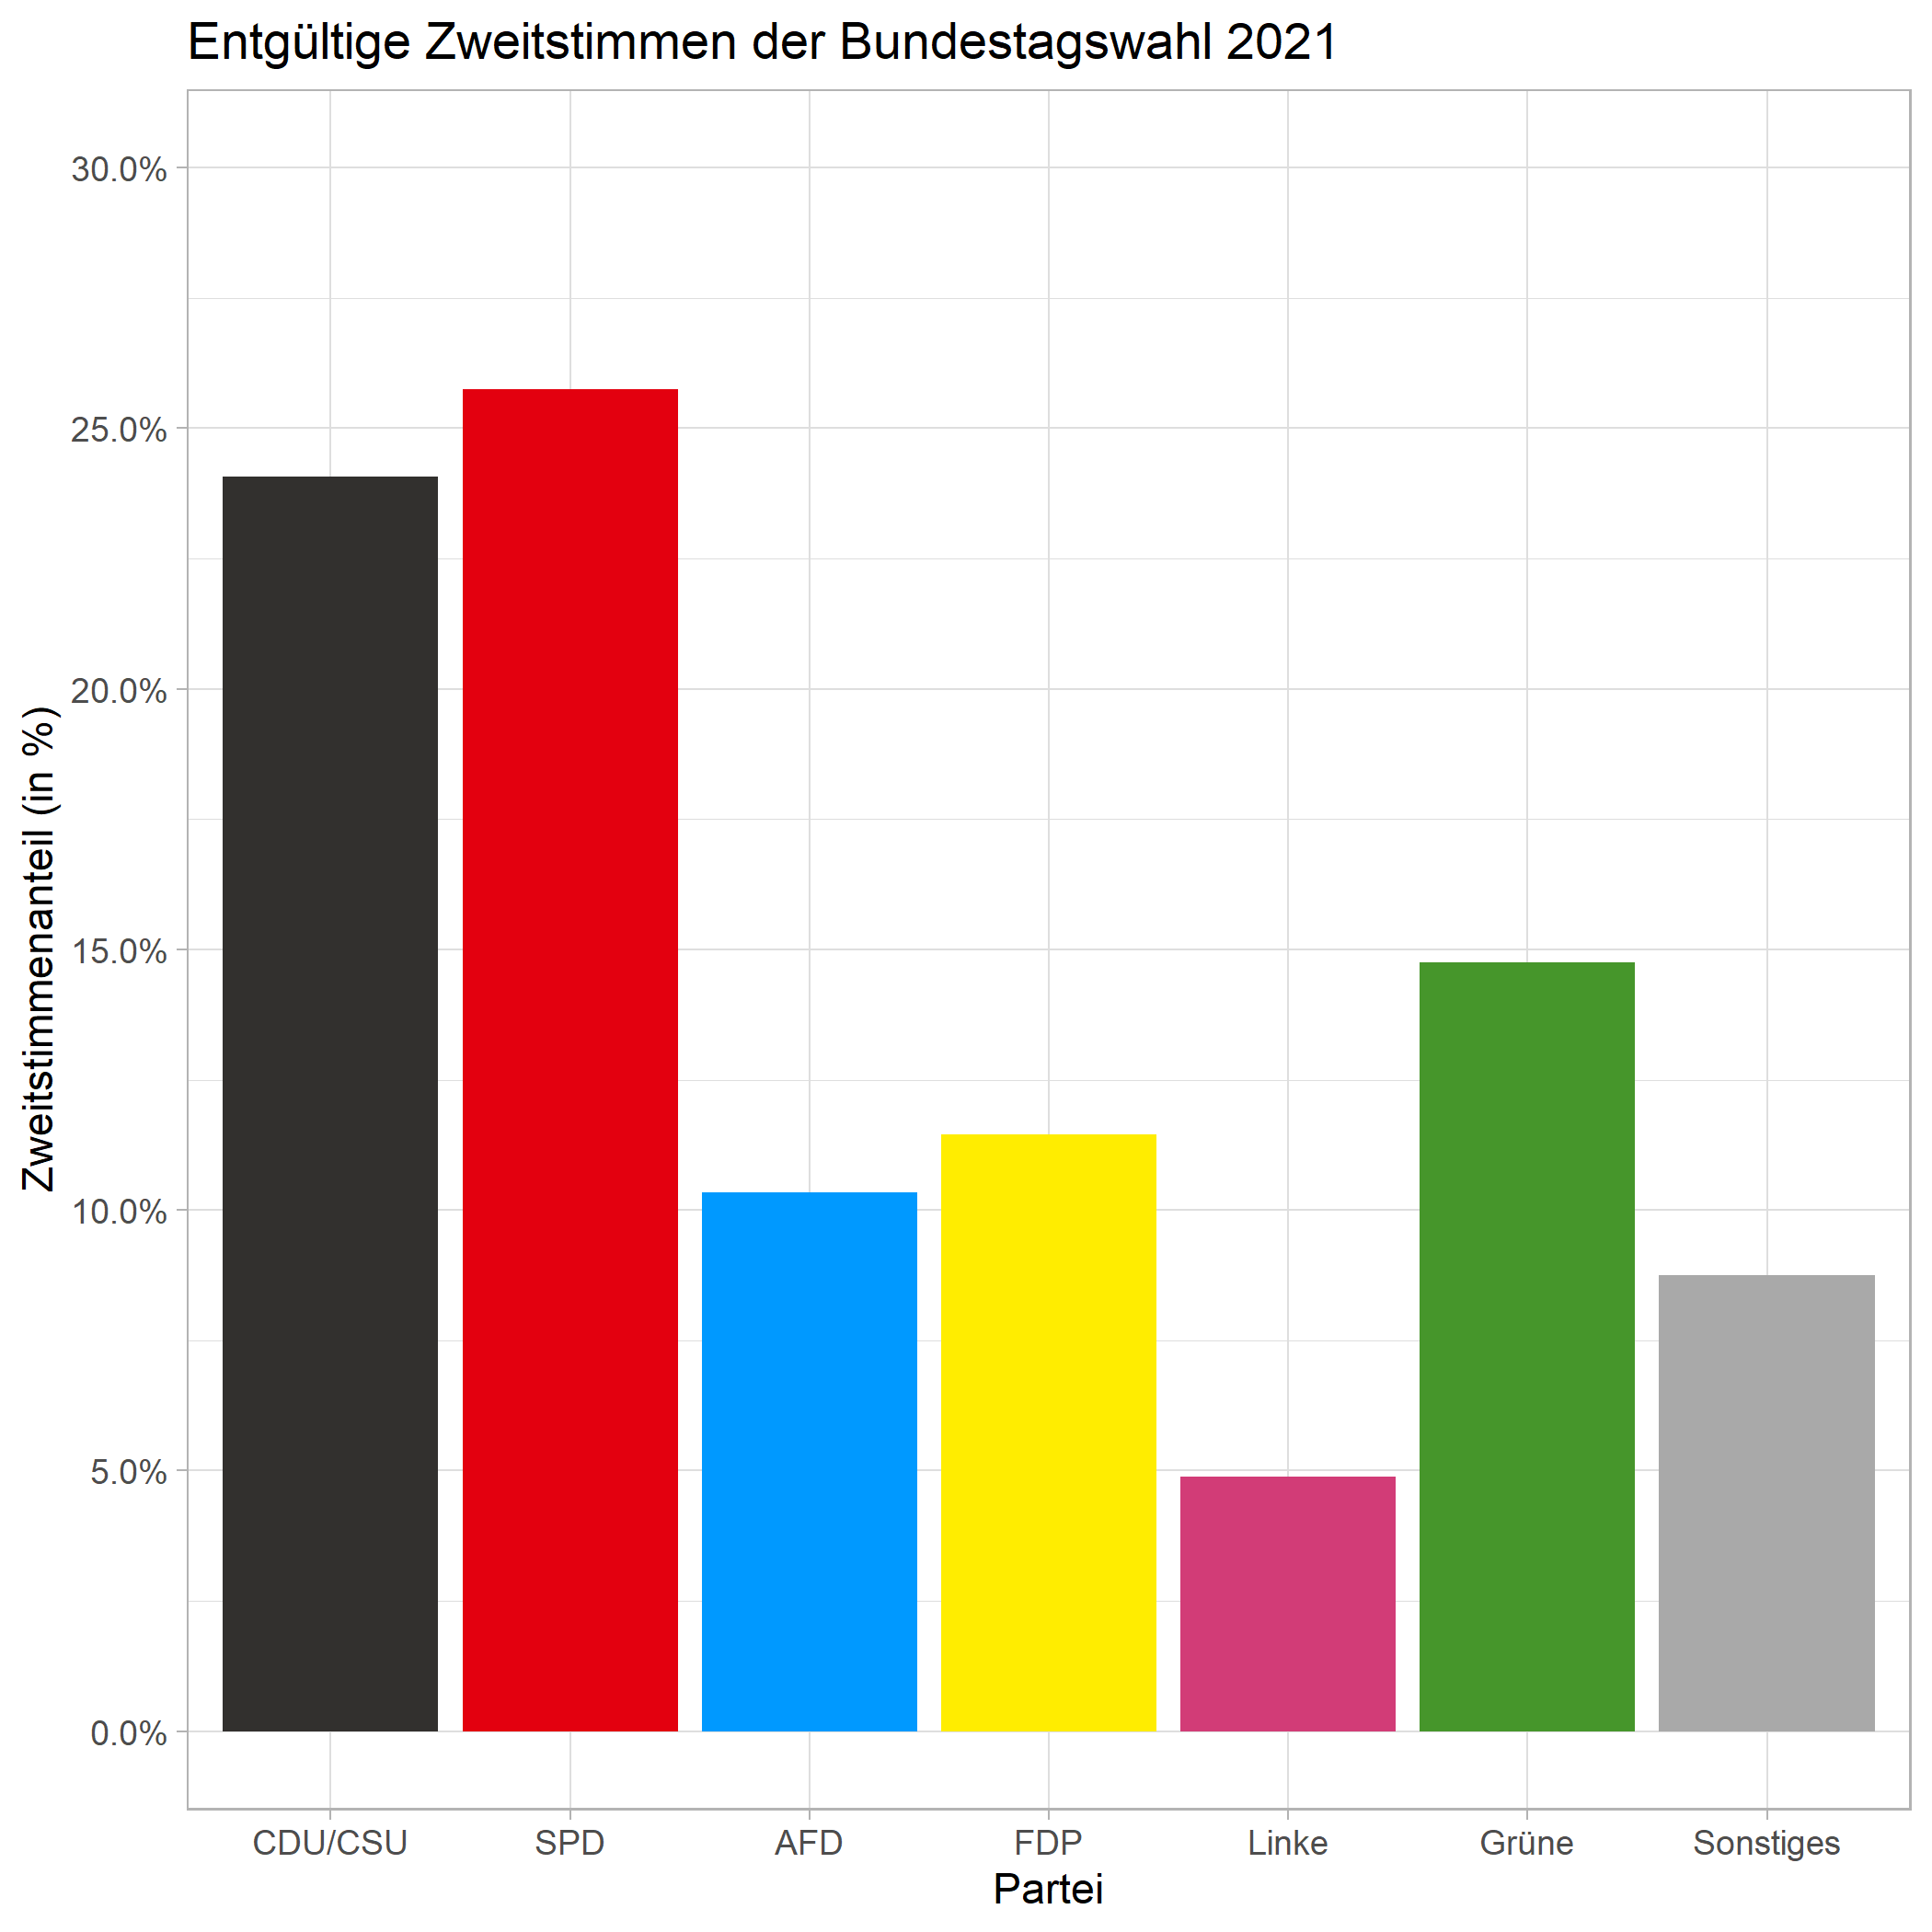 Entgültige Zweitstimmen der Bundestagswahl 2021
Zweitstimmenanteil (in %)
30.0%
25.0%
20.0%
15.0%
10.0%
5.0%
0.0%
CDU/CSU SPD AFD FDP Linke Grüne Sonstiges
Partei